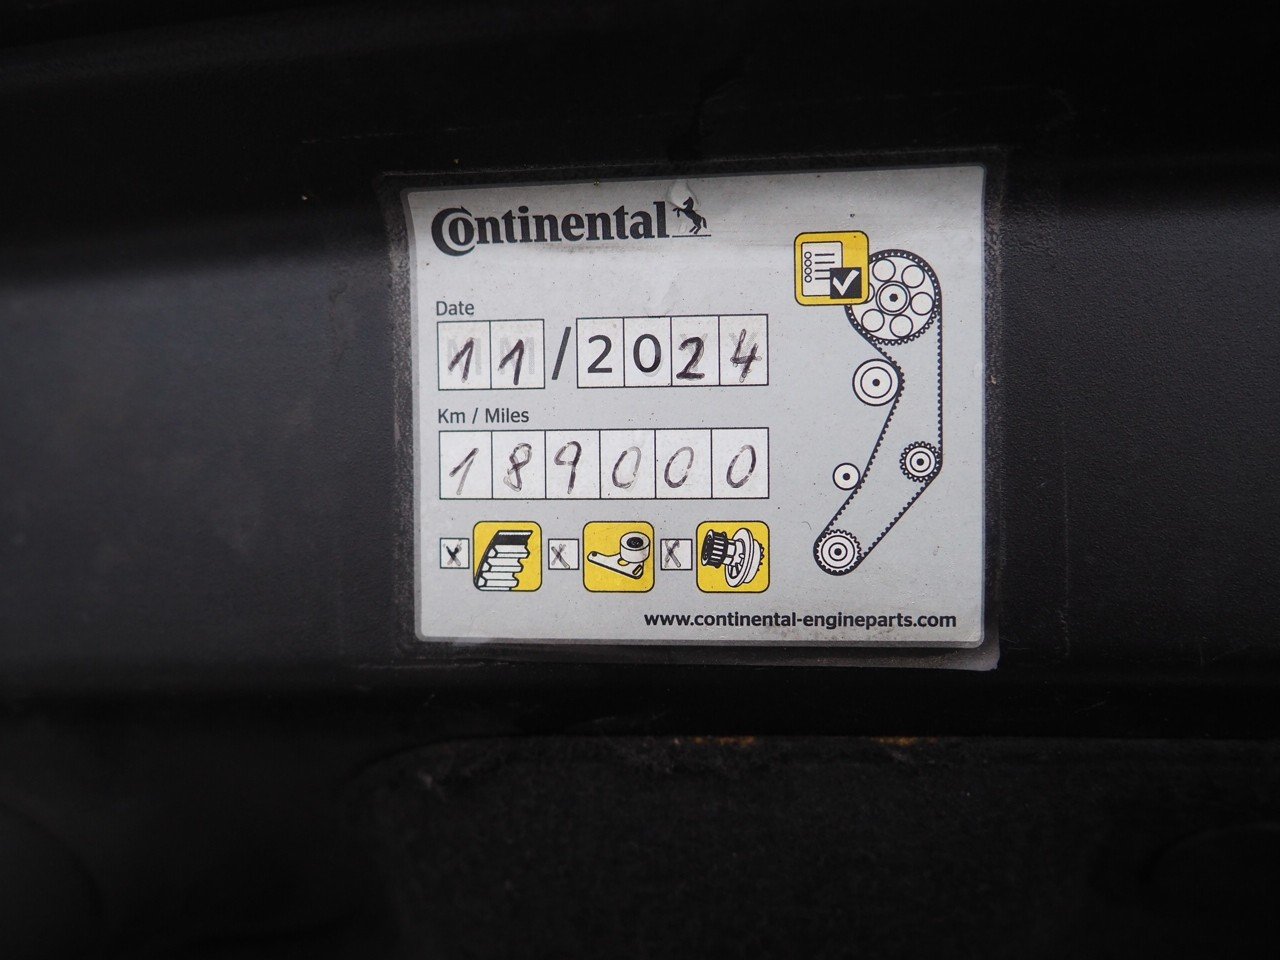 Continental
Date
11/2024
Km / Miles
189000
X X X
www.continental-engineparts.com